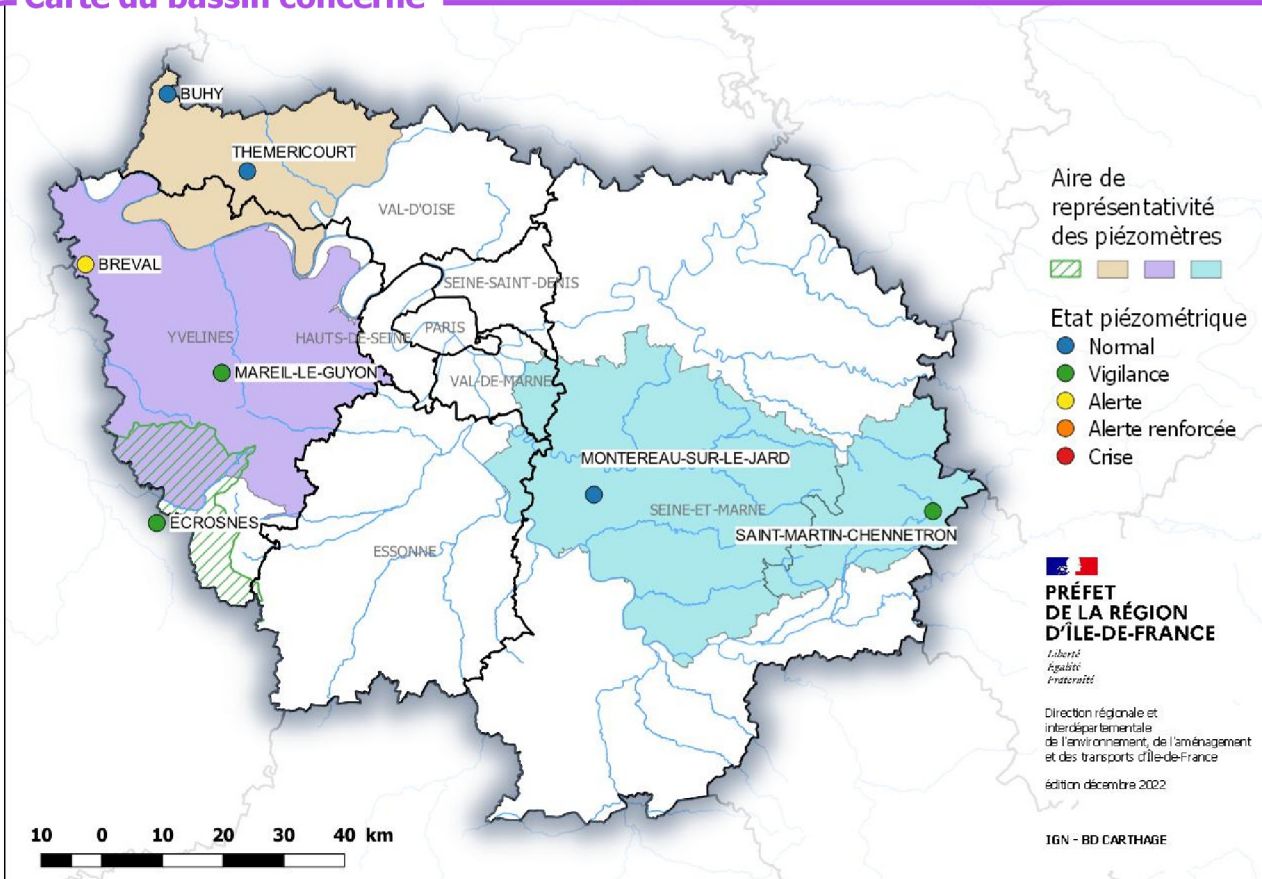 Carte du bassin concerné
BUHY
THEMERICOURT
VAL-D'OISE
BREVAL
SEINE-SAINT-DENIS
YVELINES
HAUTS-DE-SEINE
PARIS
MAREIL-LE-GUYON
VAL-DE-MARNE
MONTEREAU-SUR-LE-JARD
SEINE-ET-MARNE
ÉCROSNES
SAINT-MARTIN-CHENNETRON
ESSONNE
10 0 10 20 30 40 km
Aire de
représentativité
des piézomètres
Etat piézométrique
Normal
Vigilance
Alerte
Alerte renforcée
Crise
PRÉFET
DE LA RÉGION
D'ÎLE-DE-FRANCE
Liberté
Égalité
Fraternité
Direction régionale et
interdépartementale
de l'environnement, de l'aménagement
et des transports d'Île-de-France
édition décembre 2022
IGN - BD CARTHAGE